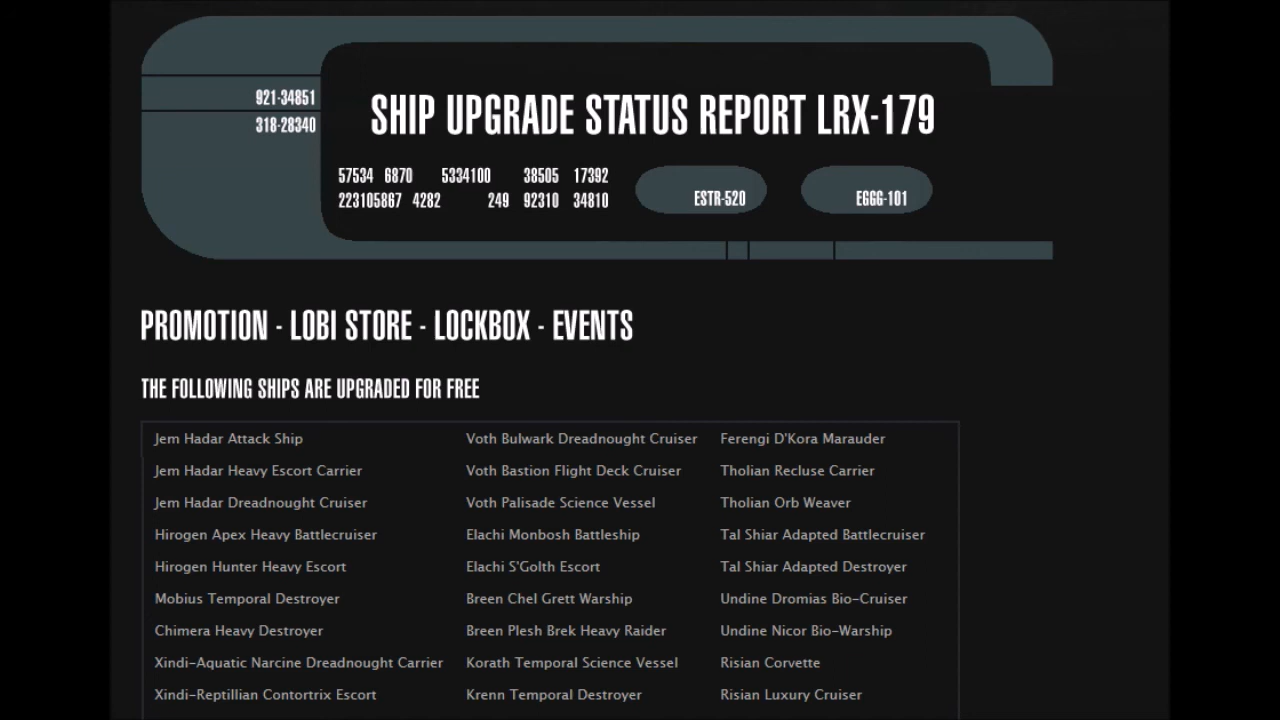 921-34851
318-28340
SHIP UPGRADE STATUS REPORT LRX-179
57534 6870 5334100 38505 17392
223105867 4282 249 92310 34810
ESTR-520
EGGG-101
PROMOTION - LOBI STORE - LOCKBOX - EVENTS
THE FOLLOWING SHIPS ARE UPGRADED FOR FREE
Jem Hadar Attack Ship Voth Bulwark Dreadnought Cruiser Ferengi D'Kora Marauder
Jem Hadar Heavy Escort Carrier Voth Bastion Flight Deck Cruiser Tholian Recluse Carrier
Jem Hadar Dreadnought Cruiser Voth Palisade Science Vessel Tholian Orb Weaver
Hirogen Apex Heavy Battlecruiser Elachi Monbosh Battleship Tal Shiar Adapted Battlecruiser
Hirogen Hunter Heavy Escort Elachi S'Golth Escort Tal Shiar Adapted Destroyer
Mobius Temporal Destroyer Breen Chel Grett Warship Undine Dromias Bio-Cruiser
Chimera Heavy Destroyer Breen Plesh Brek Heavy Raider Undine Nicor Bio-Warship
Xindi-Aquatic Narcine Dreadnought Carrier Korath Temporal Science Vessel Risian Corvette
Xindi-Reptillian Contortrix Escort Krenn Temporal Destroyer Risian Luxury Cruiser